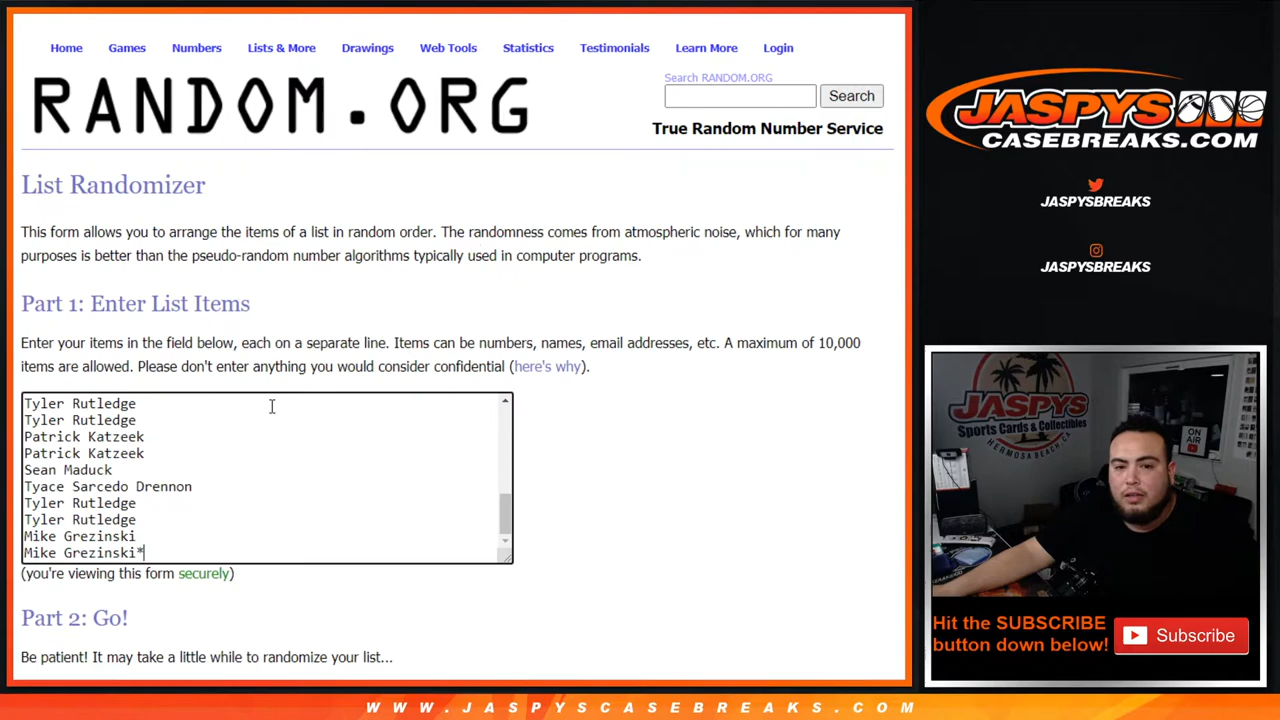 Home Games Numbers Lists & More Drawings Web Tools Statistics Testimonials Learn More Login
RANDOM.ORG
Search RANDOM.ORG
Search
True Random Number Service
List Randomizer
This form allows you to arrange the items of a list in random order. The randomness comes from atmospheric noise, which for many
purposes is better than the pseudo-random number algorithms typically used in computer programs.
Part 1: Enter List Items
Enter your items in the field below, each on a separate line. Items can be numbers, names, email addresses, etc. A maximum of 10,000
items are allowed. Please don't enter anything you would consider confidential (here's why).
Tyler Rutledge
Tyler Rutledge
Patrick Katzeek
Patrick Katzeek
Sean Maduck
Tyace Sarcedo Drennon
Tyler Rutledge
Tyler Rutledge
Mike Grezinski
Mike Grezinski*
(you're viewing this form securely)
Part 2: Go!
Be patient! It may take a little while to randomize your list...
JASPYS
CASEBREAKS.COM
JASPYSBREAKS
JASPYSBREAKS
JASPYS
Sports Cards & Collectibles
HERMOSA BEACH, CA
ON AIR
Hit the SUBSCRIBE
button down below!
Subscribe
WWW.JASPYSCASEBREAKS.COM